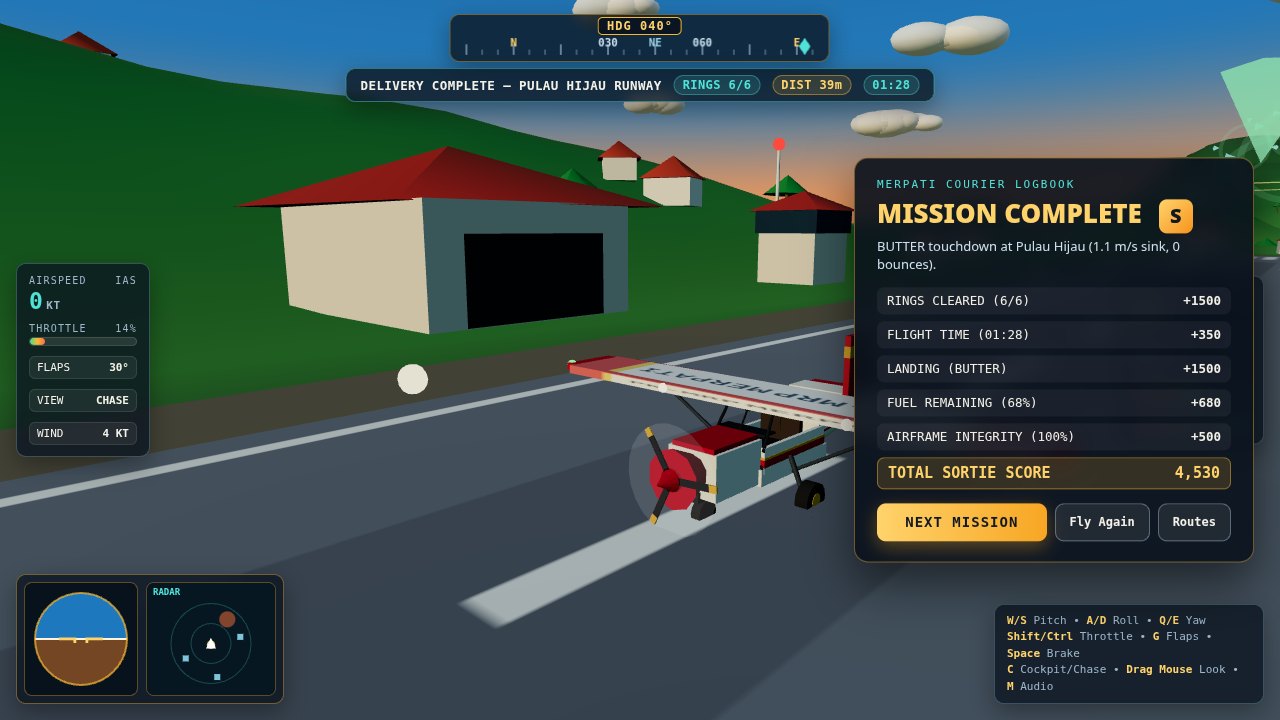 HDG 040°
N 030 NE 060 E
DELIVERY COMPLETE — PULAU HIJAU RUNWAY RINGS 6/6 DIST 39m 01:28
MERPATI COURIER LOGBOOK
MISSION COMPLETE S
BUTTER touchdown at Pulau Hijau (1.1 m/s sink, 0
bounces).
RINGS CLEARED (6/6) +1500
FLIGHT TIME (01:28) +350
LANDING (BUTTER) +1500
FUEL REMAINING (68%) +680
AIRFRAME INTEGRITY (100%) +500
TOTAL SORTIE SCORE 4,530
NEXT MISSION Fly Again Routes
AIRSPEED IAS
0 KT
THROTTLE 14%
FLAPS 30°
VIEW CHASE
WIND 4 KT
MRP MERPATI
RADAR
W/S Pitch • A/D Roll • Q/E Yaw
Shift/Ctrl Throttle • G Flaps •
Space Brake
C Cockpit/Chase • Drag Mouse Look •
M Audio